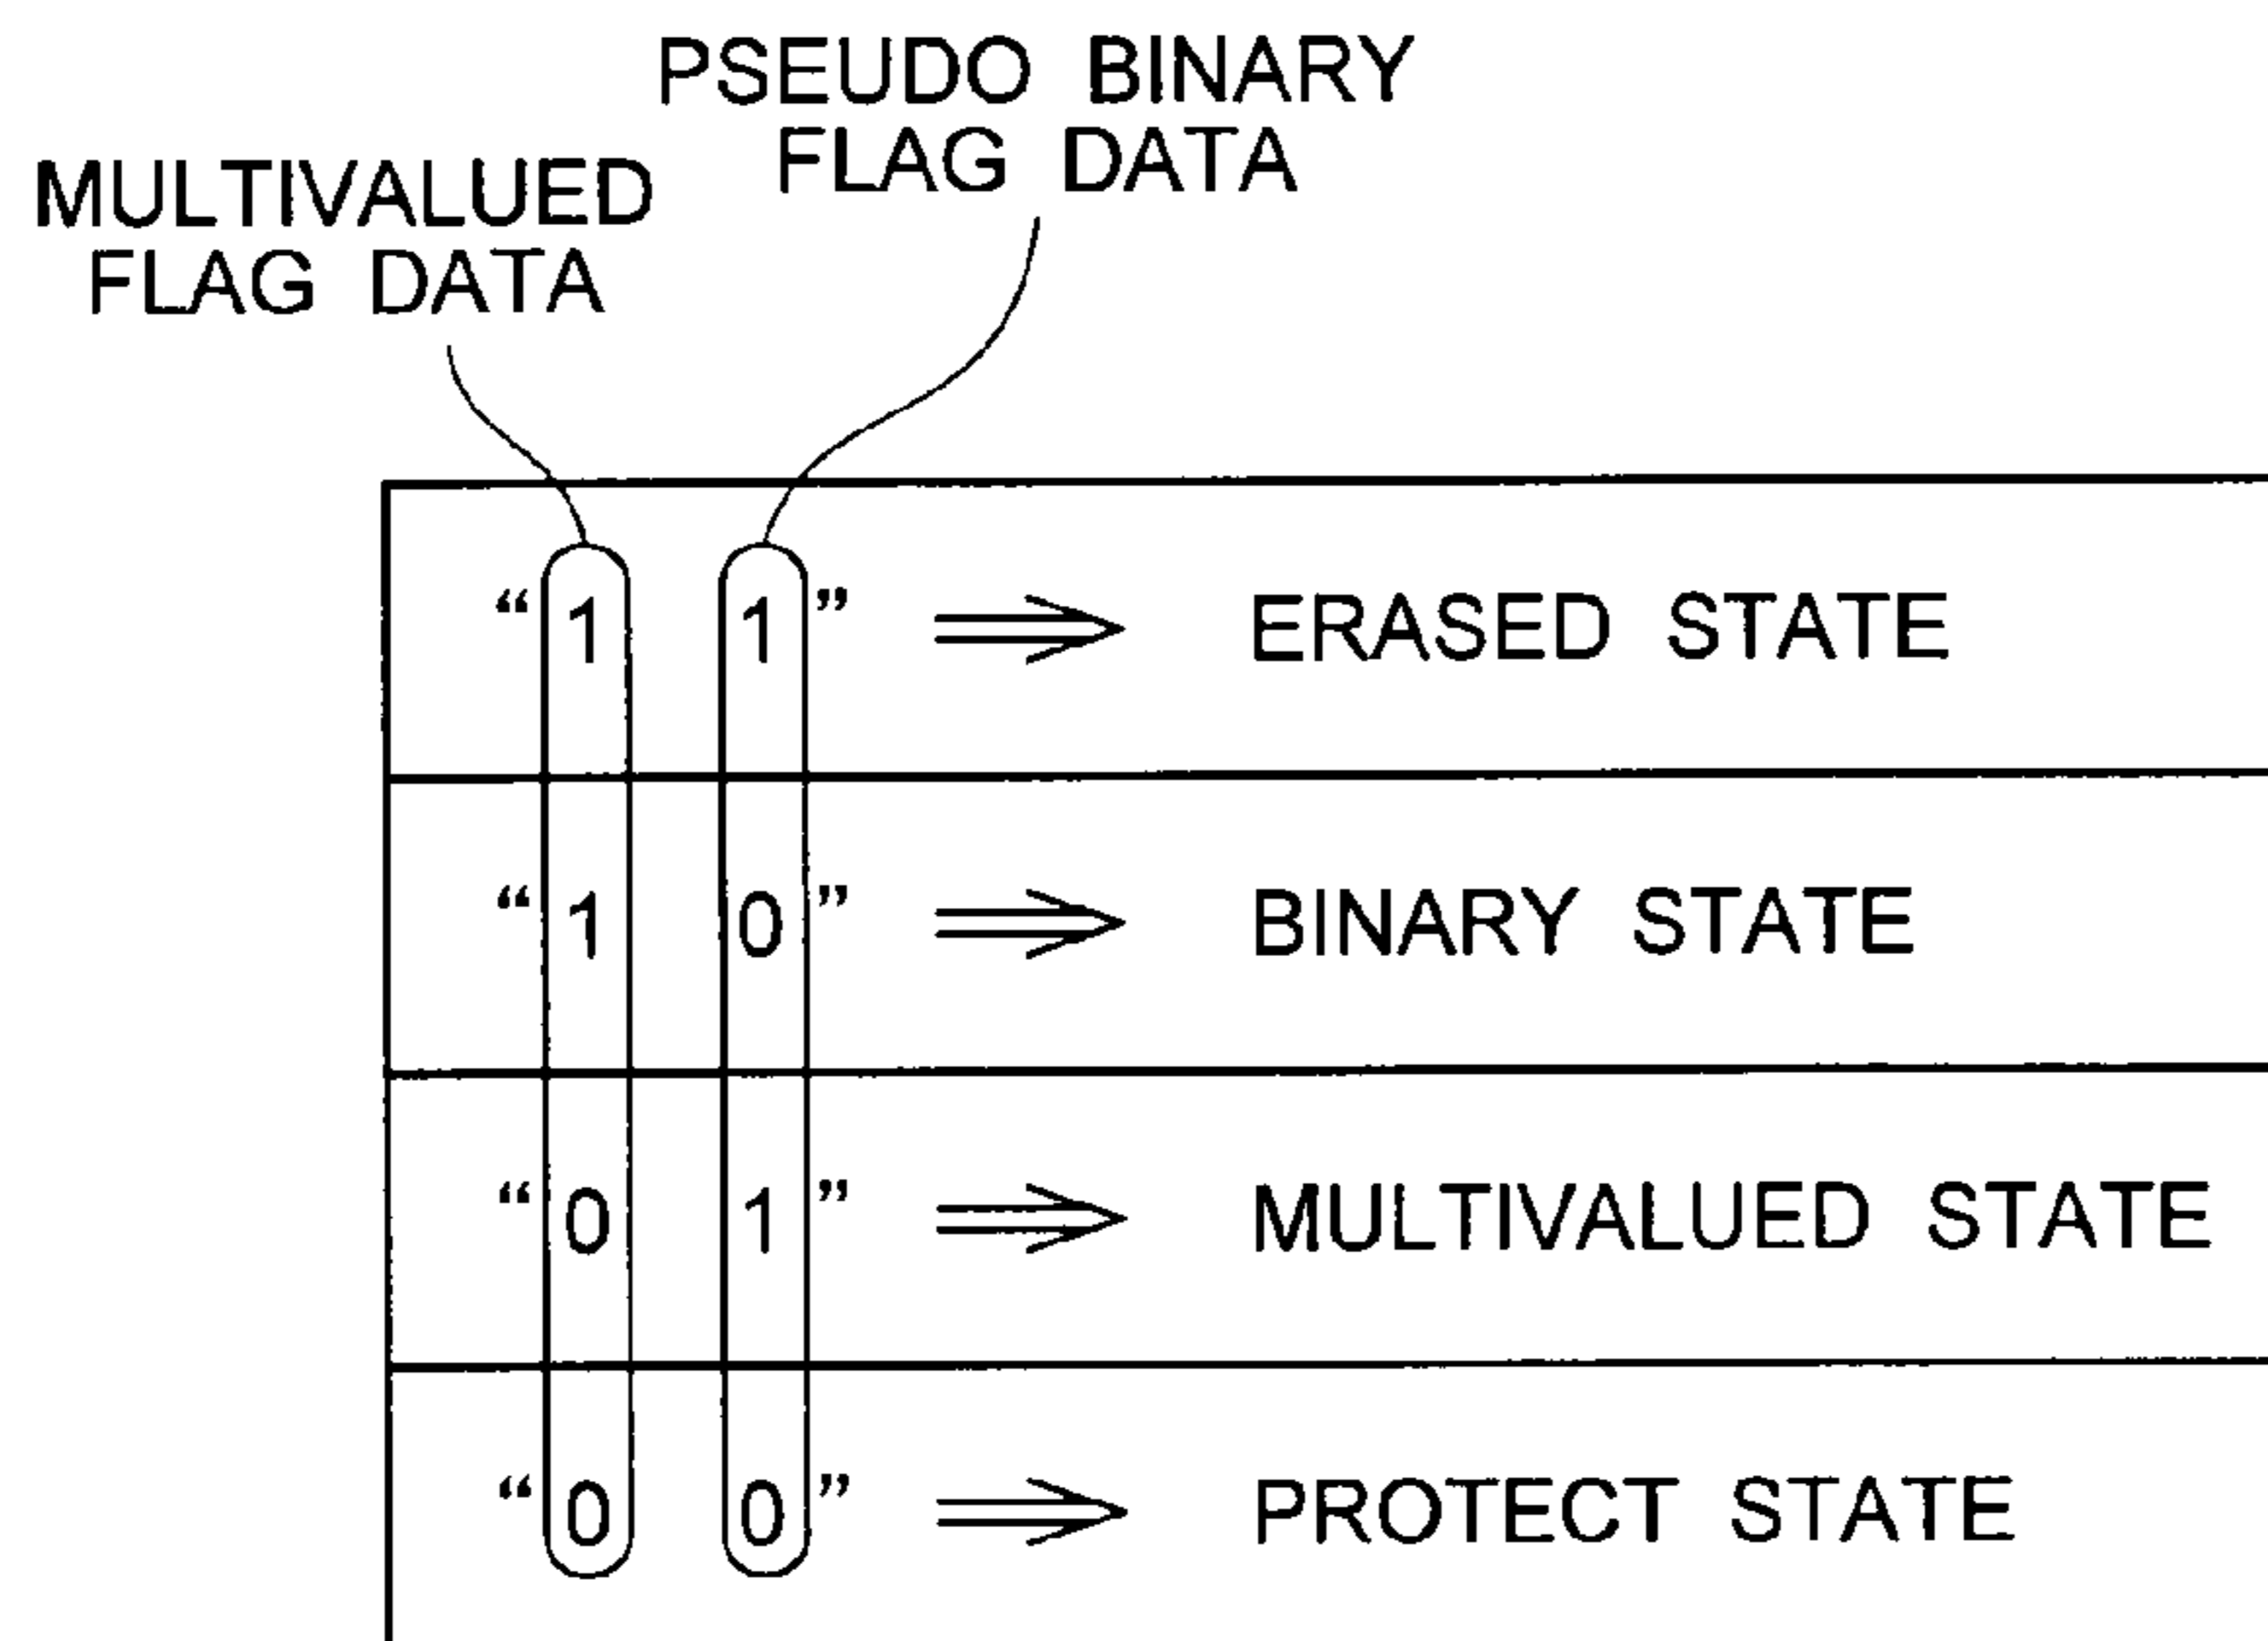 PSEUDO BINARY
FLAG DATA
MULTIVALUED
FLAG DATA
“1 1” ⇒ ERASED STATE
“1 0” ⇒ BINARY STATE
“0 1” ⇒ MULTIVALUED STATE
“0 0” ⇒ PROTECT STATE